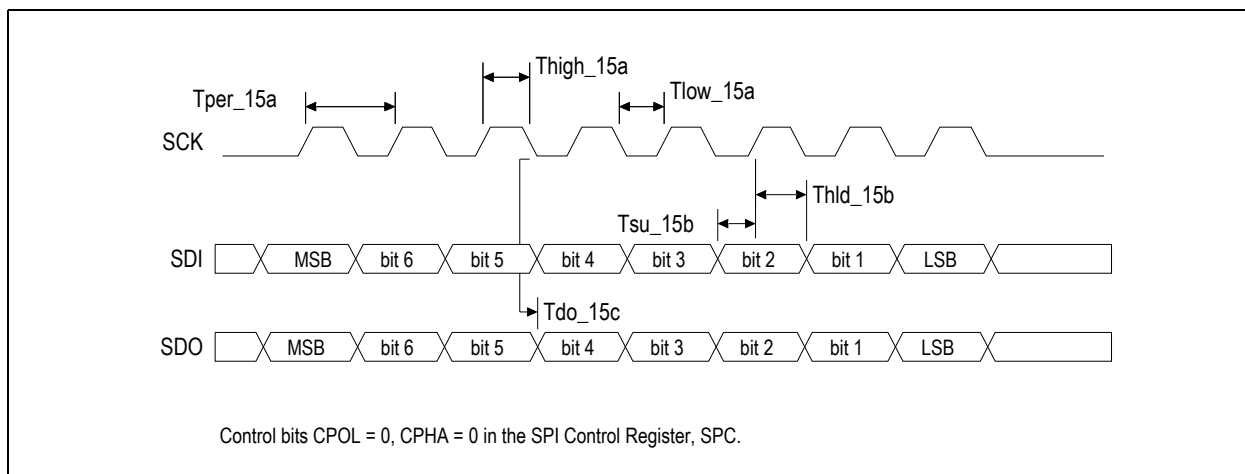 Thigh_15a
Tper_15a
Tlow_15a
SCK
Thld_15b
Tsu_15b
SDI MSB bit 6 bit 5 bit 4 bit 3 bit 2 bit 1 LSB
Tdo_15c
SDO MSB bit 6 bit 5 bit 4 bit 3 bit 2 bit 1 LSB
Control bits CPOL = 0, CPHA = 0 in the SPI Control Register, SPC.